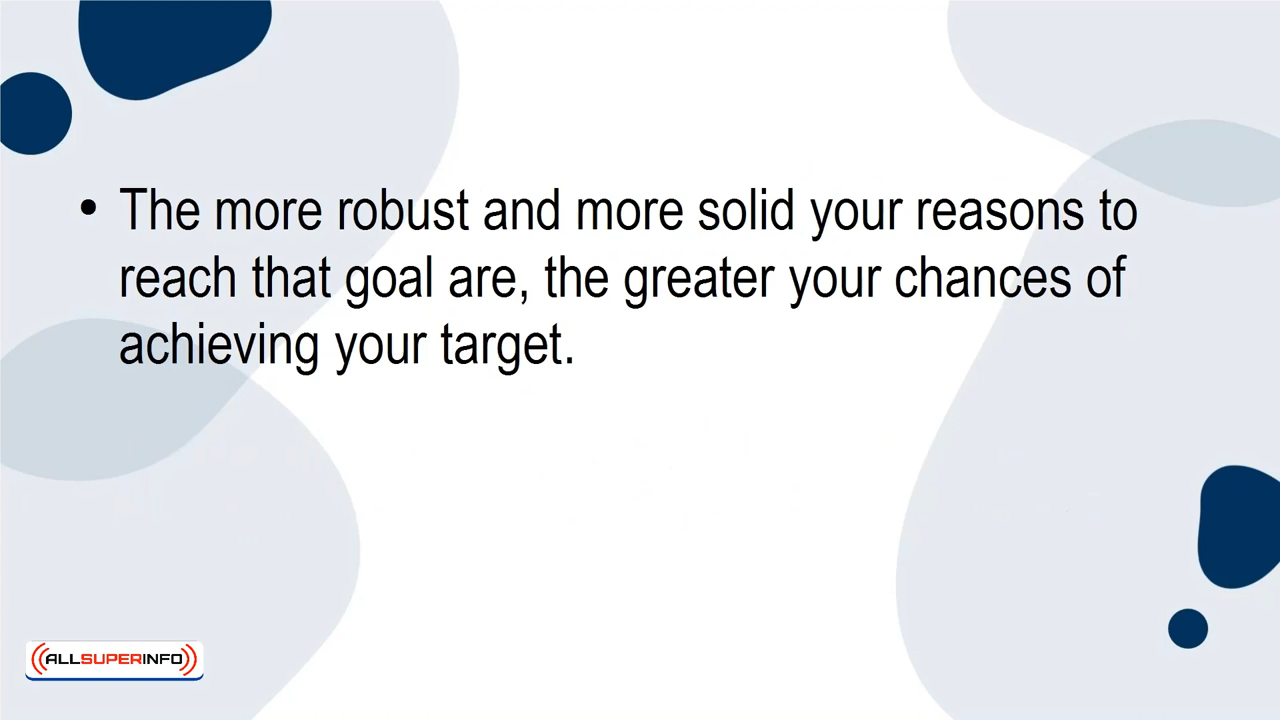 • The more robust and more solid your reasons to
reach that goal are, the greater your chances of
achieving your target.
ALLSUPERINFO